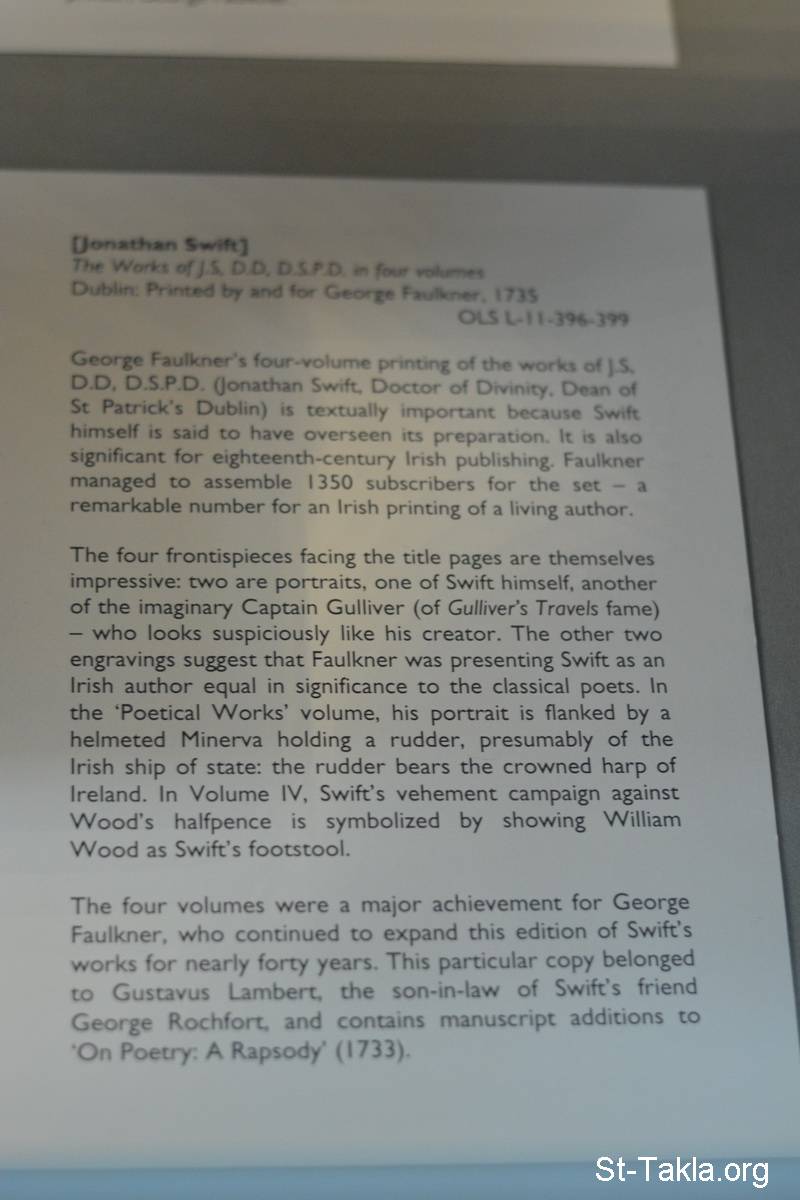 [Jonathan Swift]
The Works of J.S, D.D, D.S.P.D. in four volumes
Dublin: Printed by and for George Faulkner, 1735
OLS L-11-396-399
George Faulkner's four-volume printing of the works of J.S,
D.D, D.S.P.D. (Jonathan Swift, Doctor of Divinity, Dean of
St Patrick's Dublin) is textually important because Swift
himself is said to have overseen its preparation. It is also
significant for eighteenth-century Irish publishing. Faulkner
managed to assemble 1350 subscribers for the set – a
remarkable number for an Irish printing of a living author.
The four frontispieces facing the title pages are themselves
impressive: two are portraits, one of Swift himself, another
of the imaginary Captain Gulliver (of Gulliver's Travels fame)
– who looks suspiciously like his creator. The other two
engravings suggest that Faulkner was presenting Swift as an
Irish author equal in significance to the classical poets. In
the ‘Poetical Works’ volume, his portrait is flanked by a
helmeted Minerva holding a rudder, presumably of the
Irish ship of state: the rudder bears the crowned harp of
Ireland. In Volume IV, Swift's vehement campaign against
Wood's halfpence is symbolized by showing William
Wood as Swift's footstool.
The four volumes were a major achievement for George
Faulkner, who continued to expand this edition of Swift's
works for nearly forty years. This particular copy belonged
to Gustavus Lambert, the son-in-law of Swift's friend
George Rochfort, and contains manuscript additions to
‘On Poetry: A Rapsody’ (1733).
St-Takla.org